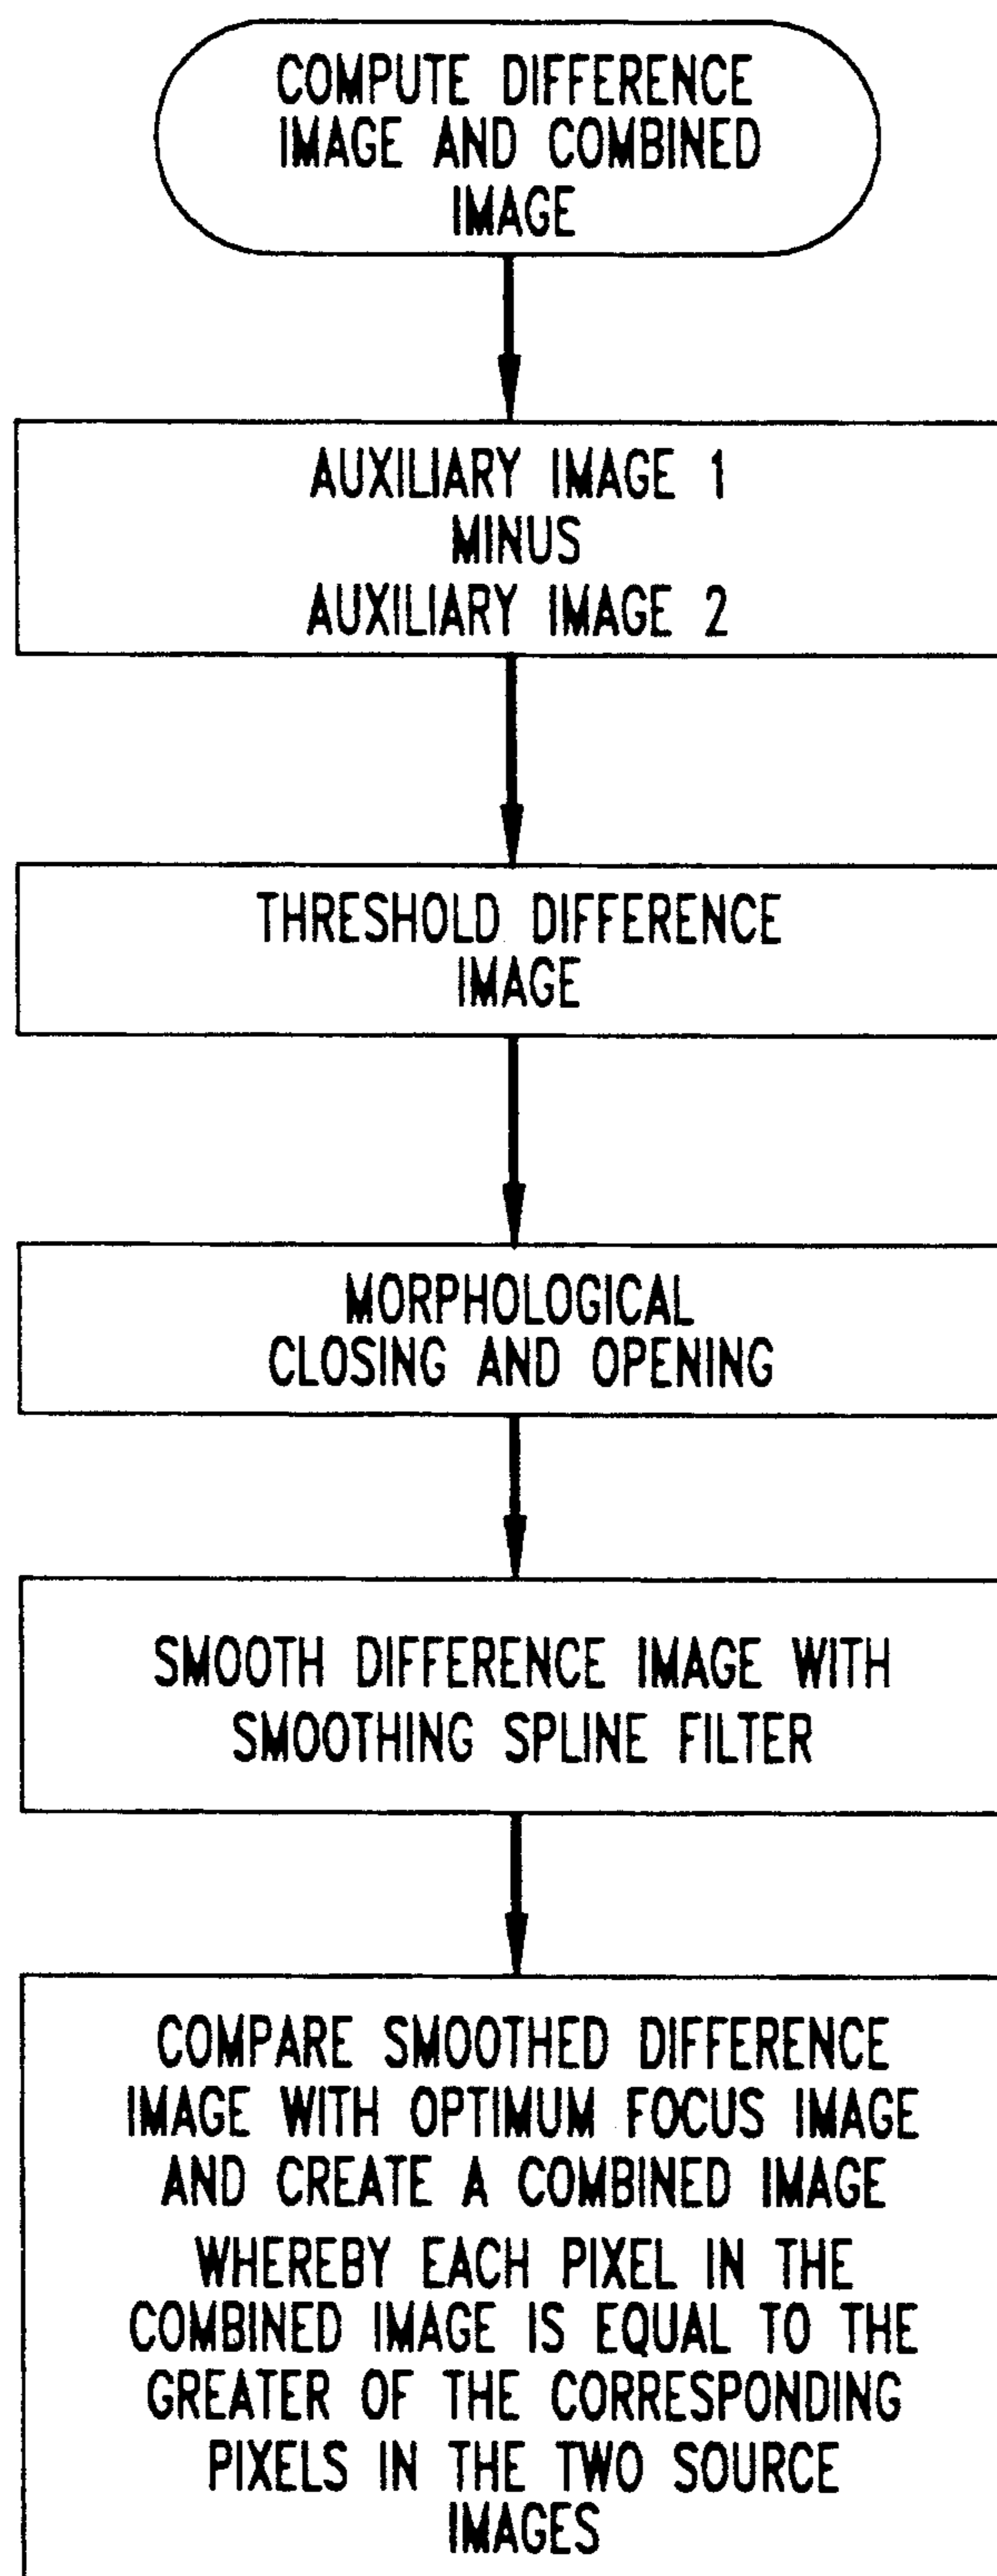 COMPUTE DIFFERENCE
IMAGE AND COMBINED
IMAGE
AUXILIARY IMAGE 1
MINUS
AUXILIARY IMAGE 2
THRESHOLD DIFFERENCE
IMAGE
MORPHOLOGICAL
CLOSING AND OPENING
SMOOTH DIFFERENCE IMAGE WITH
SMOOTHING SPLINE FILTER
COMPARE SMOOTHED DIFFERENCE
IMAGE WITH OPTIMUM FOCUS IMAGE
AND CREATE A COMBINED IMAGE
WHEREBY EACH PIXEL IN THE
COMBINED IMAGE IS EQUAL TO THE
GREATER OF THE CORRESPONDING
PIXELS IN THE TWO SOURCE
IMAGES